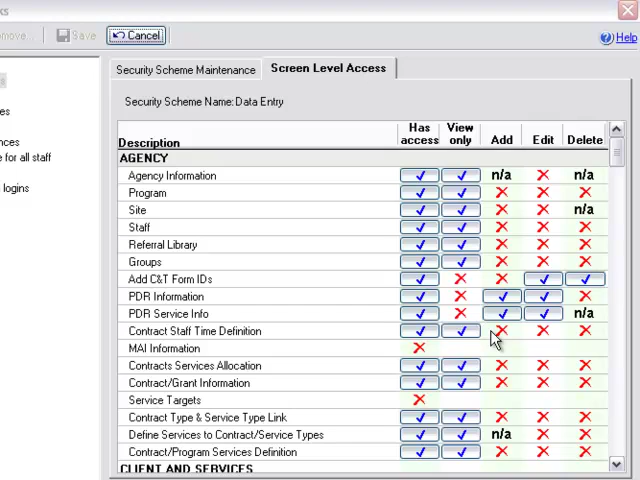 ks
move...
Save
Cancel
Help
Security Scheme Maintenance
Screen Level Access
es
nces
e for all staff
logins
Security Scheme Name: Data Entry
Description Has access View only Add Edit Delete
AGENCY
Agency Information n/a n/a
Program
Site n/a
Staff
Referral Library
Groups
Add C&T Form IDs
PDR Information
PDR Service Info n/a
Contract Staff Time Definition
MAI Information
Contracts Services Allocation
Contract/Grant Information
Service Targets
Contract Type & Service Type Link
Define Services to Contract/Service Types n/a
Contract/Program Services Definition
CLIENT AND SERVICES